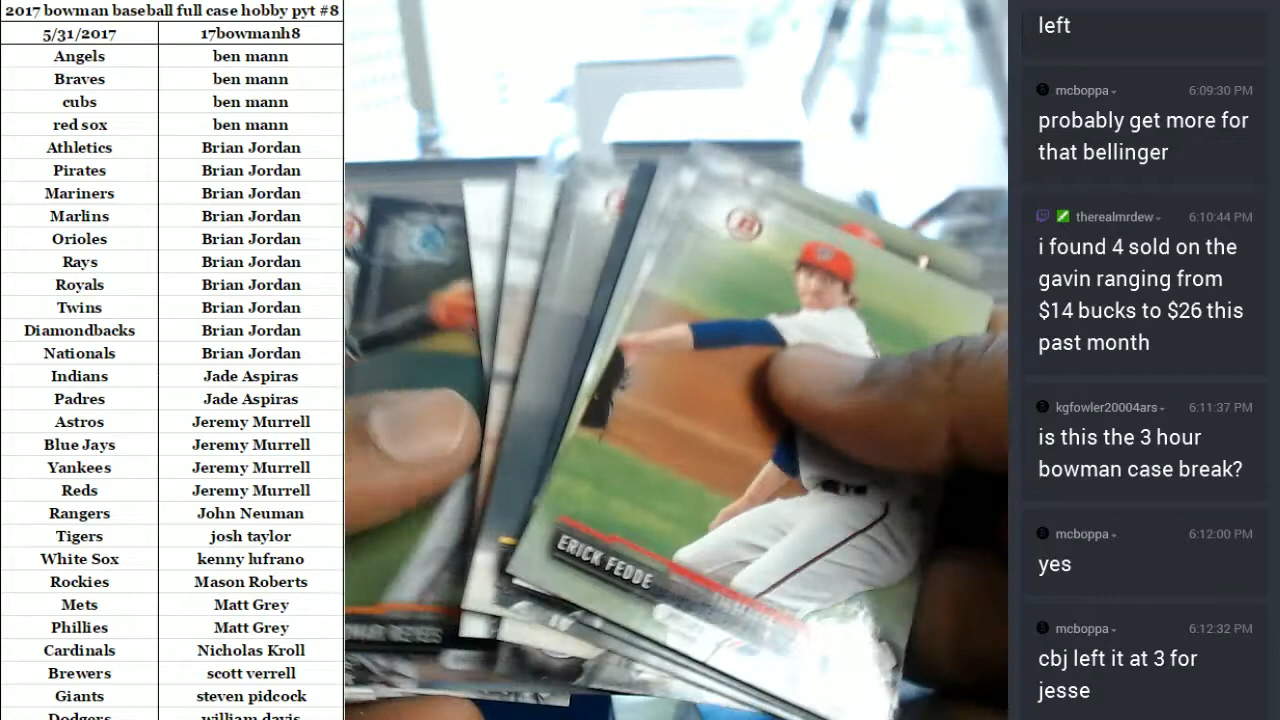 2017 bowman baseball full case hobby pyt #8
5/31/2017 17bowmanh8
Angels ben mann
Braves ben mann
cubs ben mann
red sox ben mann
Athletics Brian Jordan
Pirates Brian Jordan
Mariners Brian Jordan
Marlins Brian Jordan
Orioles Brian Jordan
Rays Brian Jordan
Royals Brian Jordan
Twins Brian Jordan
Diamondbacks Brian Jordan
Nationals Brian Jordan
Indians Jade Aspiras
Padres Jade Aspiras
Astros Jeremy Murrell
Blue Jays Jeremy Murrell
Yankees Jeremy Murrell
Reds Jeremy Murrell
Rangers John Neuman
Tigers josh taylor
White Sox kenny lufrano
Rockies Mason Roberts
Mets Matt Grey
Phillies Matt Grey
Cardinals Nicholas Kroll
Brewers scott verrell
Giants steven pidcock
Dodgers william davis
ERICK FEDDE
left
mcboppa 6:09:30 PM
probably get more for
that bellinger
therealmrdew 6:10:44 PM
i found 4 sold on the
gavin ranging from
$14 bucks to $26 this
past month
kgfowler20004ars 6:11:37 PM
is this the 3 hour
bowman case break?
mcboppa 6:12:00 PM
yes
mcboppa 6:12:32 PM
cbj left it at 3 for
jesse